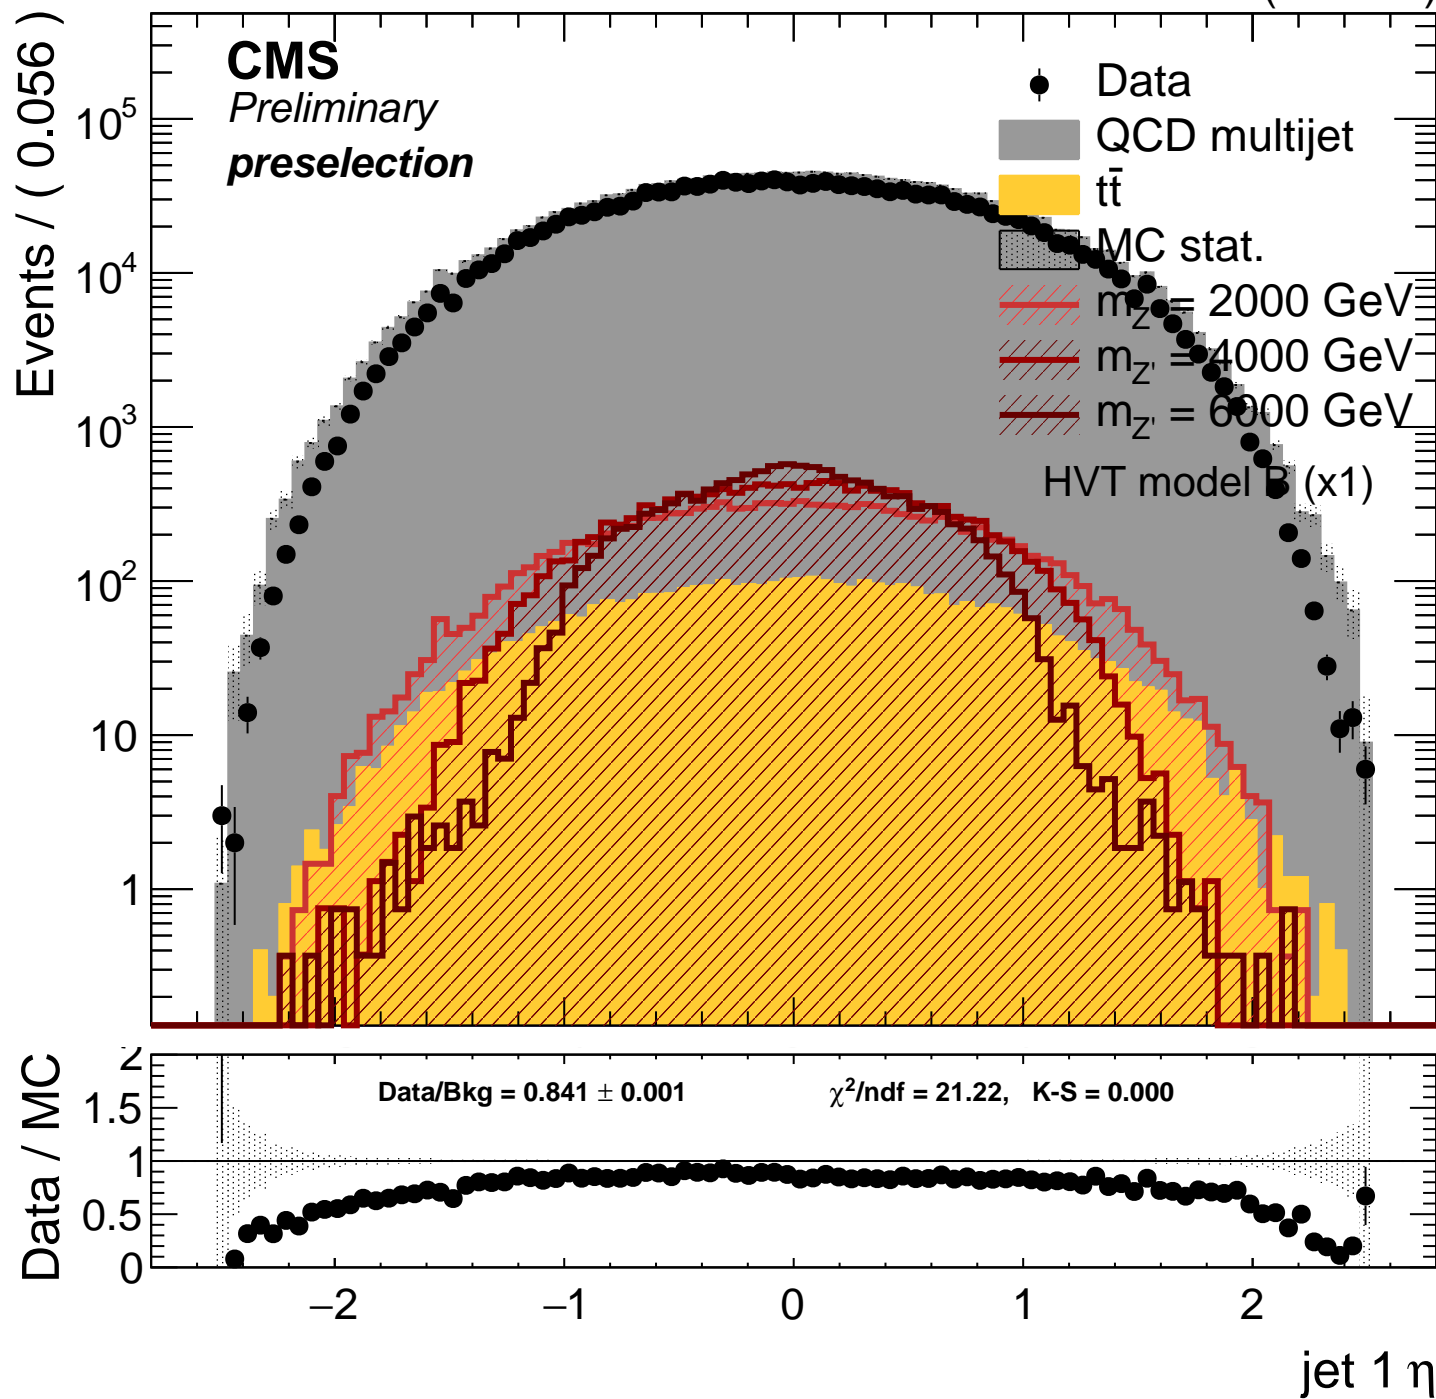 CMS
Preliminary
preselection
Data
QCD multijet
tt̄
MC stat.
m_Z' = 2000 GeV
m_Z' = 4000 GeV
m_Z' = 6000 GeV
HVT model B (x1)
Events / ( 0.056 )
10^5
10^4
10^3
10^2
10
1
Data/Bkg = 0.841 ± 0.001
χ²/ndf = 21.22, K-S = 0.000
Data / MC
2
1.5
1
0.5
0
−2
−1
0
1
2
jet 1 η